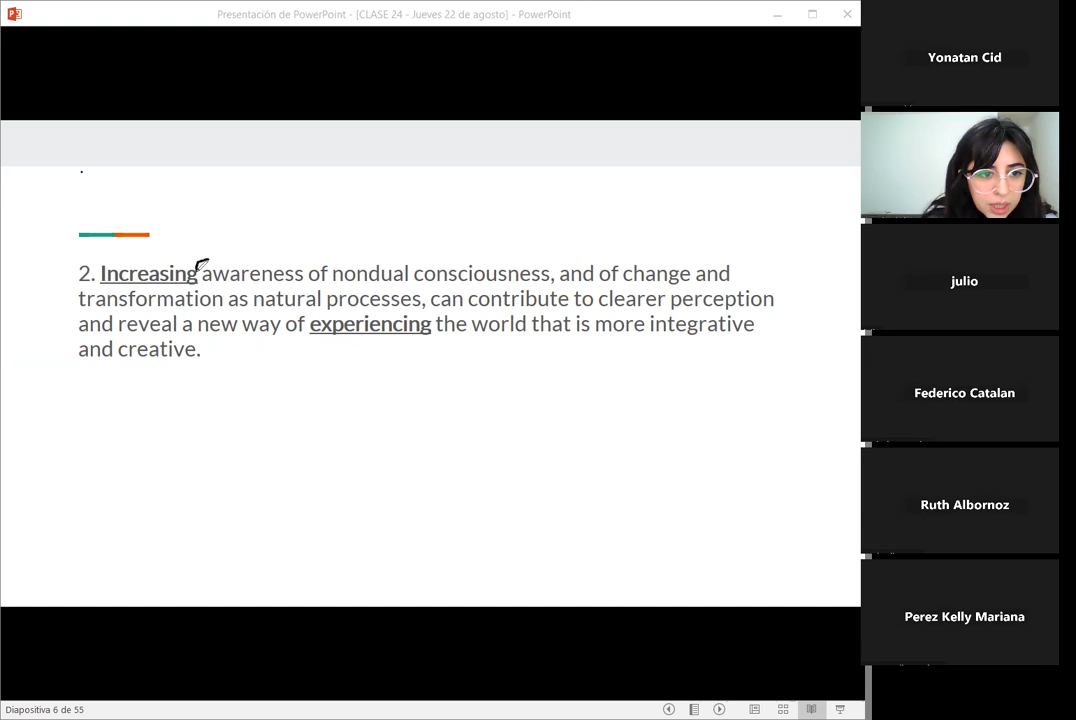 Presentación de PowerPoint - [CLASE 24 - Jueves 22 de agosto] - PowerPoint
2. Increasing awareness of nondual consciousness, and of change and
transformation as natural processes, can contribute to clearer perception
and reveal a new way of experiencing the world that is more integrative
and creative.
Diapositiva 6 de 55
Yonatan Cid
julio
Federico Catalan
Ruth Albornoz
Perez Kelly Mariana